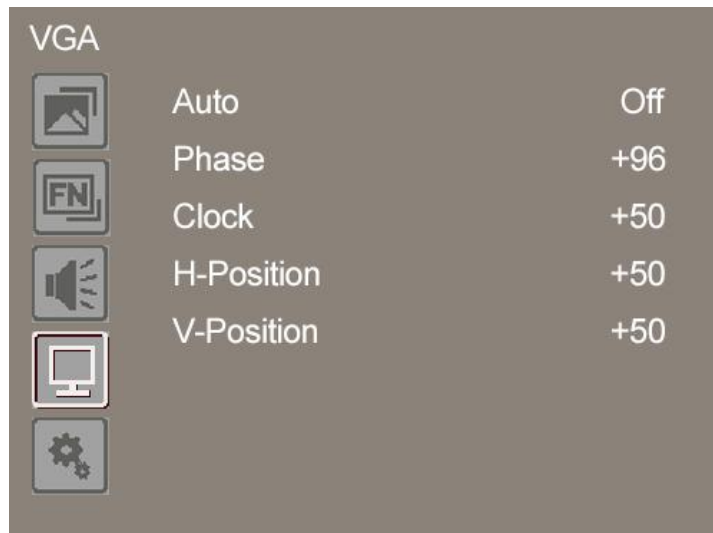 VGA
Auto Off
Phase +96
FN
Clock +50
H-Position +50
V-Position +50